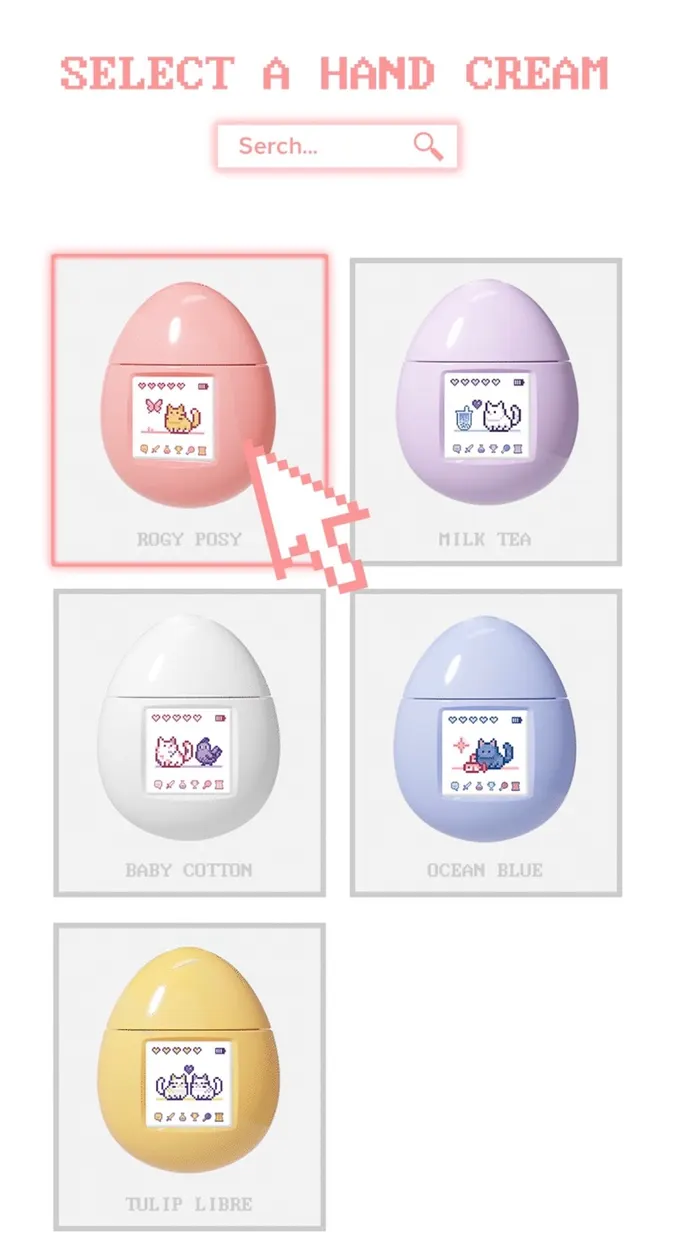 SELECT A HAND CREAM
Serch...
ROGY POSY
MILK TEA
BABY COTTON
OCEAN BLUE
TULIP LIBRE